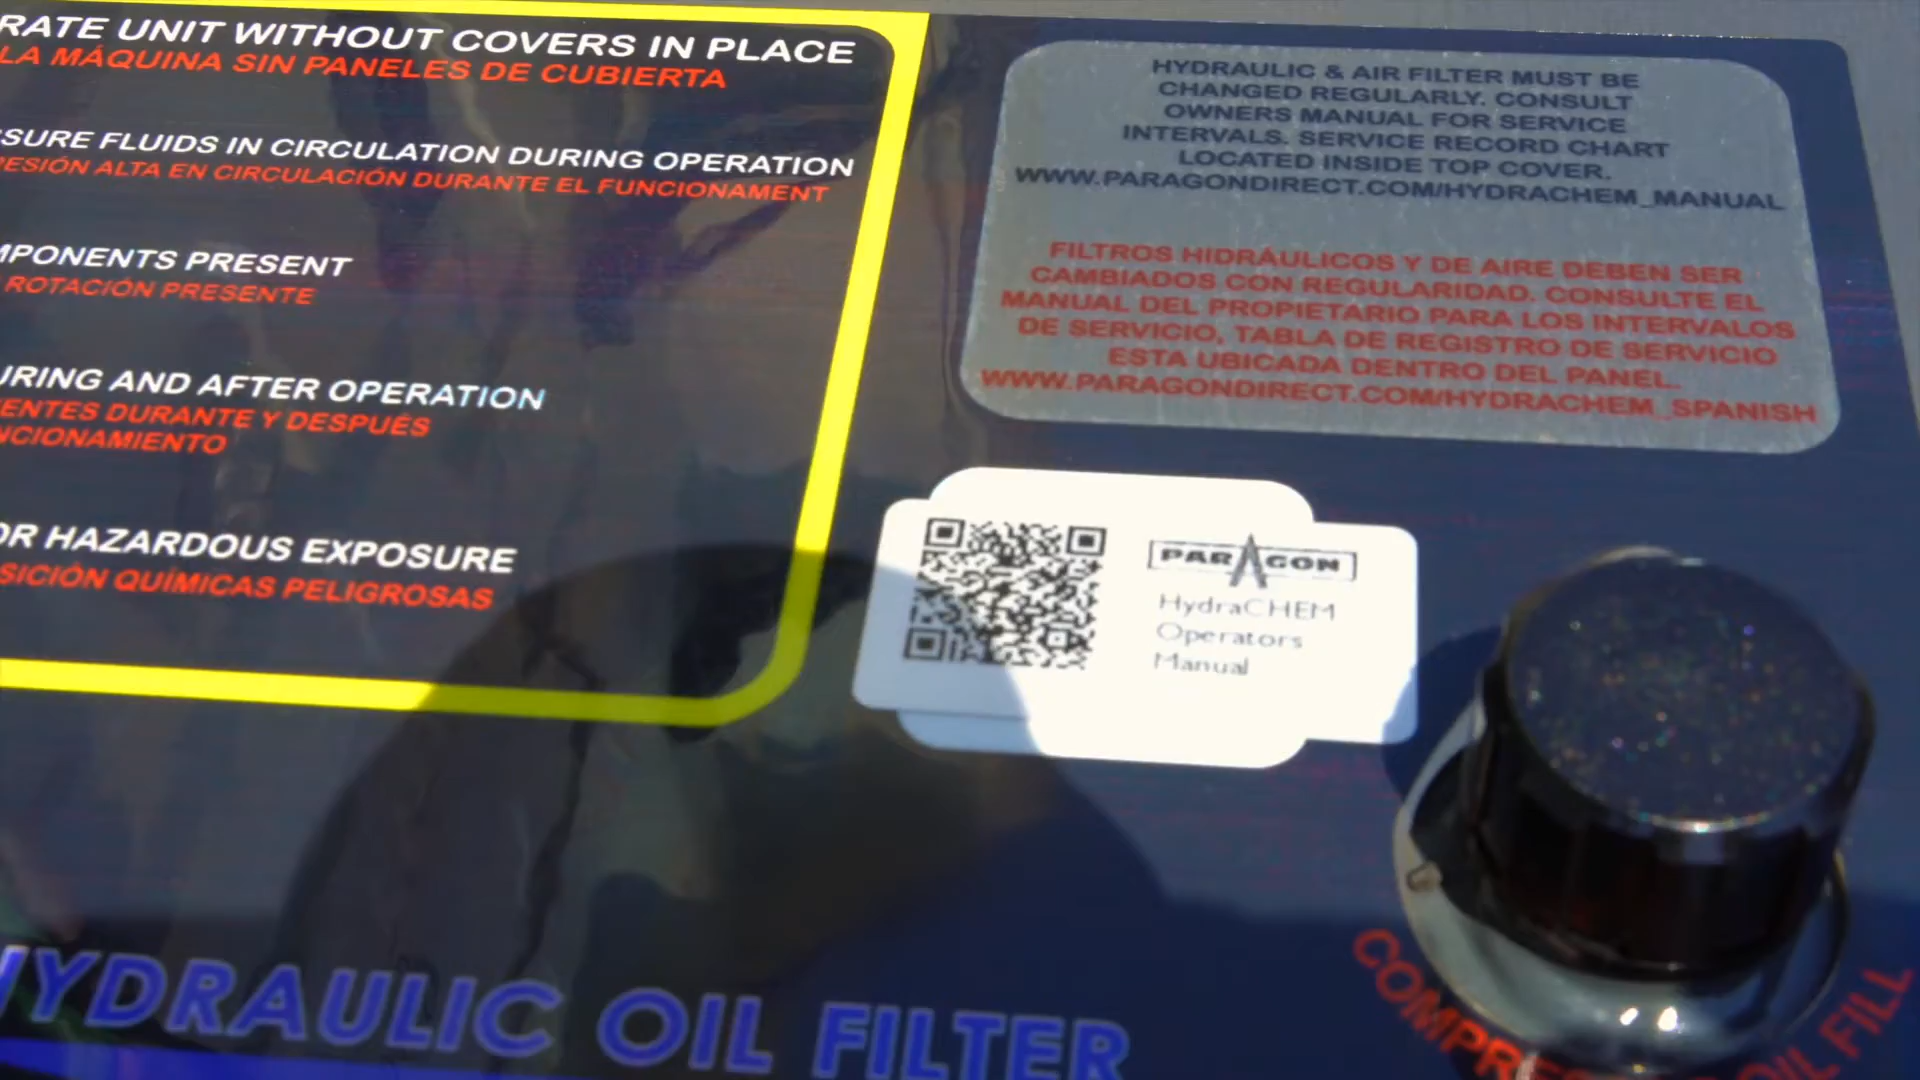 RATE UNIT WITHOUT COVERS IN PLACE
LA MÁQUINA SIN PANELES DE CUBIERTA
SSURE FLUIDS IN CIRCULATION DURING OPERATION
RESIÓN ALTA EN CIRCULACIÓN DURANTE EL FUNCIONAMENT
MPONENTS PRESENT
ROTACIÓN PRESENTE
URING AND AFTER OPERATION
ENTES DURANTE Y DESPUÉS
NCIONAMIENTO
OR HAZARDOUS EXPOSURE
SICIÓN QUÍMICAS PELIGROSAS
HYDRAULIC & AIR FILTER MUST BE
CHANGED REGULARLY. CONSULT
OWNERS MANUAL FOR SERVICE
INTERVALS. SERVICE RECORD CHART
LOCATED INSIDE TOP COVER.
WWW.PARAGONDIRECT.COM/HYDRACHEM_MANUAL
FILTROS HIDRÁULICOS Y DE AIRE DEBEN SER
CAMBIADOS CON REGULARIDAD. CONSULTE EL
MANUAL DEL PROPIETARIO PARA LOS INTERVALOS
DE SERVICIO, TABLA DE REGISTRO DE SERVICIO
ESTA UBICADA DENTRO DEL PANEL.
WWW.PARAGONDIRECT.COM/HYDRACHEM_SPANISH
PARAGON
HydraCHEM
Operators
Manual
HYDRAULIC OIL FILTER
COMPRE OIL FILL